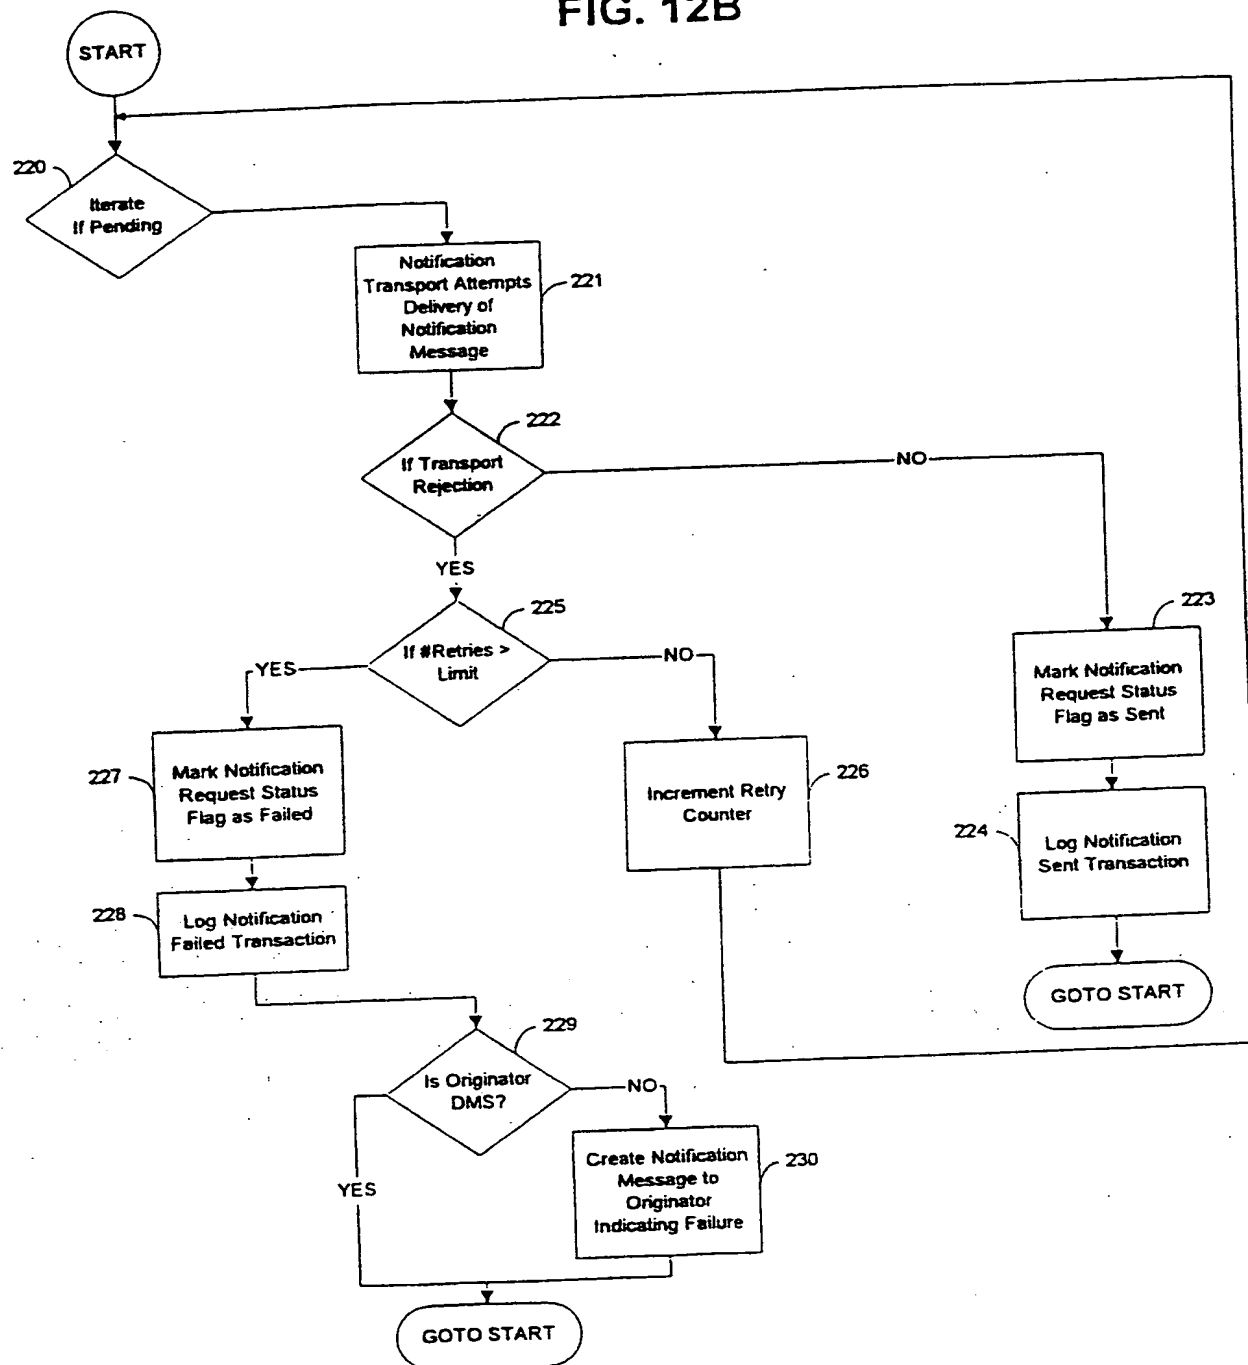 FIG. 12B
START
220
Iterate
If Pending
Notification
Transport Attempts
Delivery of
Notification
Message
221
222
If Transport
Rejection
NO
YES
225
If #Retries >
Limit
YES
NO
223
Mark Notification
Request Status
Flag as Sent
227
Mark Notification
Request Status
Flag as Failed
226
Increment Retry
Counter
224
Log Notification
Sent Transaction
228
Log Notification
Failed Transaction
GOTO START
229
Is Originator
DMS?
NO
YES
Create Notification
Message to
Originator
Indicating Failure
230
GOTO START